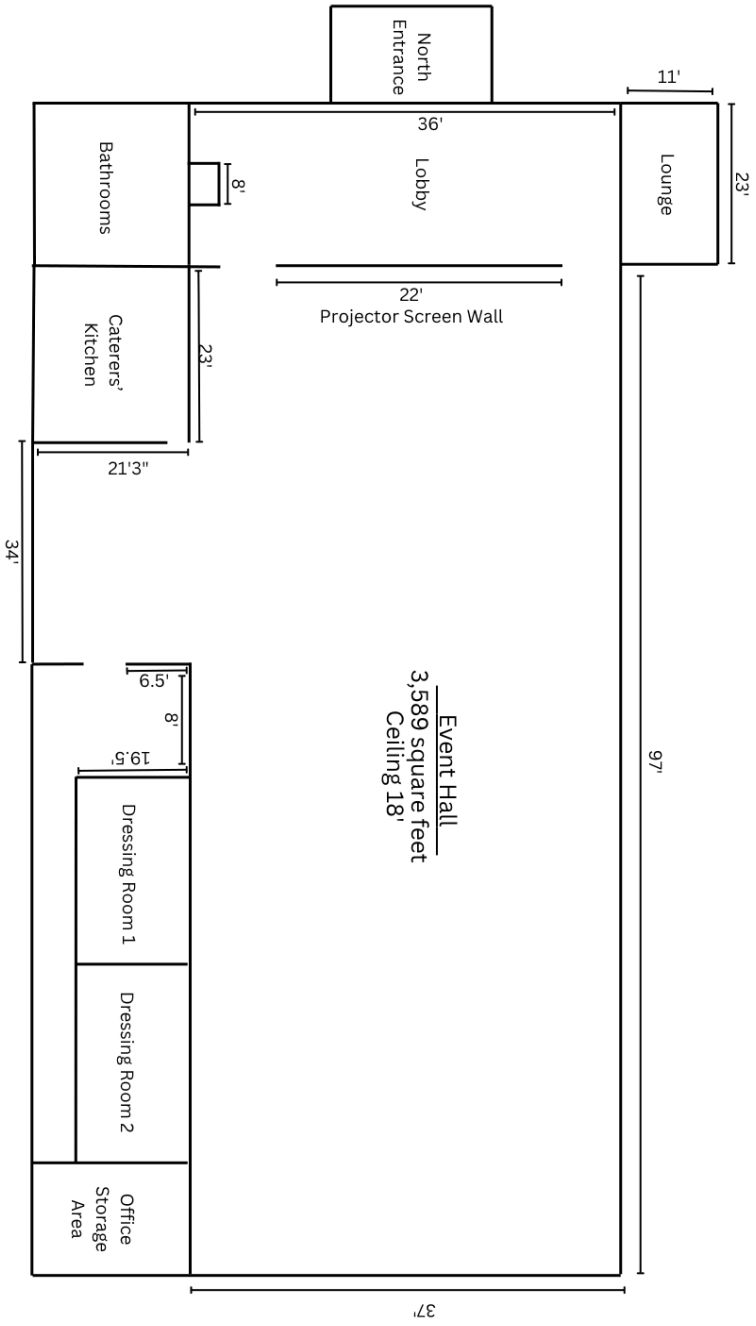 North
Entrance
11'
36'
Bathrooms
8'
Lobby
Lounge
23'
22'
Projector Screen Wall
Caterers'
Kitchen
23'
21'3"
34'
6.5'
8'
19.5'
Event Hall
3,589 square feet
Ceiling 18'
97'
Dressing Room 1
Dressing Room 2
Office
Storage
Area
37'